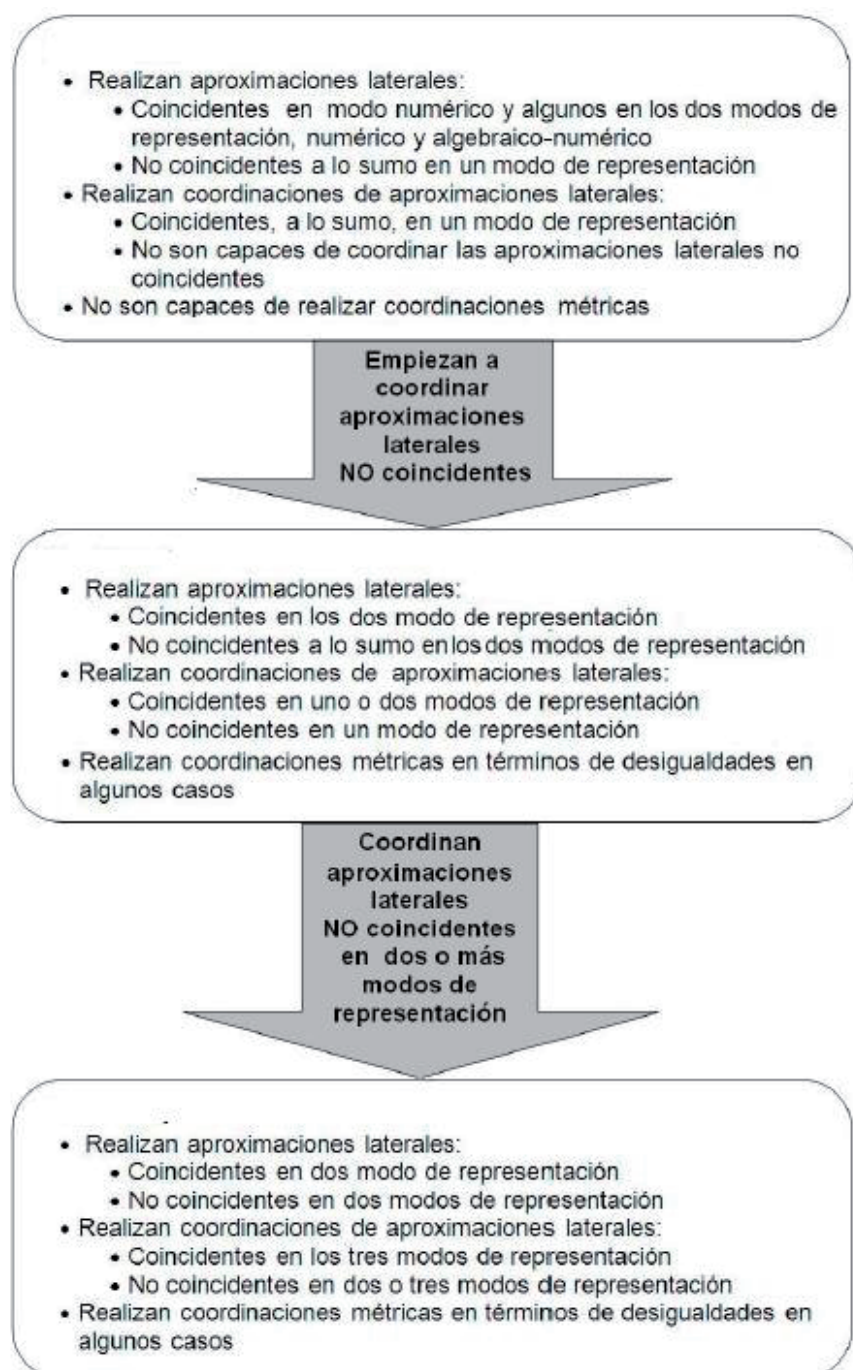 • Realizan aproximaciones laterales:
• Coincidentes en modo numérico y algunos en los dos modos de
representación, numérico y algebraico-numérico
• No coincidentes a lo sumo en un modo de representación
• Realizan coordinaciones de aproximaciones laterales:
• Coincidentes, a lo sumo, en un modo de representación
• No son capaces de coordinar las aproximaciones laterales no
coincidentes
• No son capaces de realizar coordinaciones métricas
Empiezan a
coordinar
aproximaciones
laterales
NO coincidentes
• Realizan aproximaciones laterales:
• Coincidentes en los dos modo de representación
• No coincidentes a lo sumo en los dos modos de representación
• Realizan coordinaciones de aproximaciones laterales:
• Coincidentes en uno o dos modos de representación
• No coincidentes en un modo de representación
• Realizan coordinaciones métricas en términos de desigualdades en
algunos casos
Coordinan
aproximaciones
laterales
NO coincidentes
en dos o más
modos de
representación
• Realizan aproximaciones laterales:
• Coincidentes en dos modo de representación
• No coincidentes en dos modos de representación
• Realizan coordinaciones de aproximaciones laterales:
• Coincidentes en los tres modos de representación
• No coincidentes en dos o tres modos de representación
• Realizan coordinaciones métricas en términos de desigualdades en
algunos casos